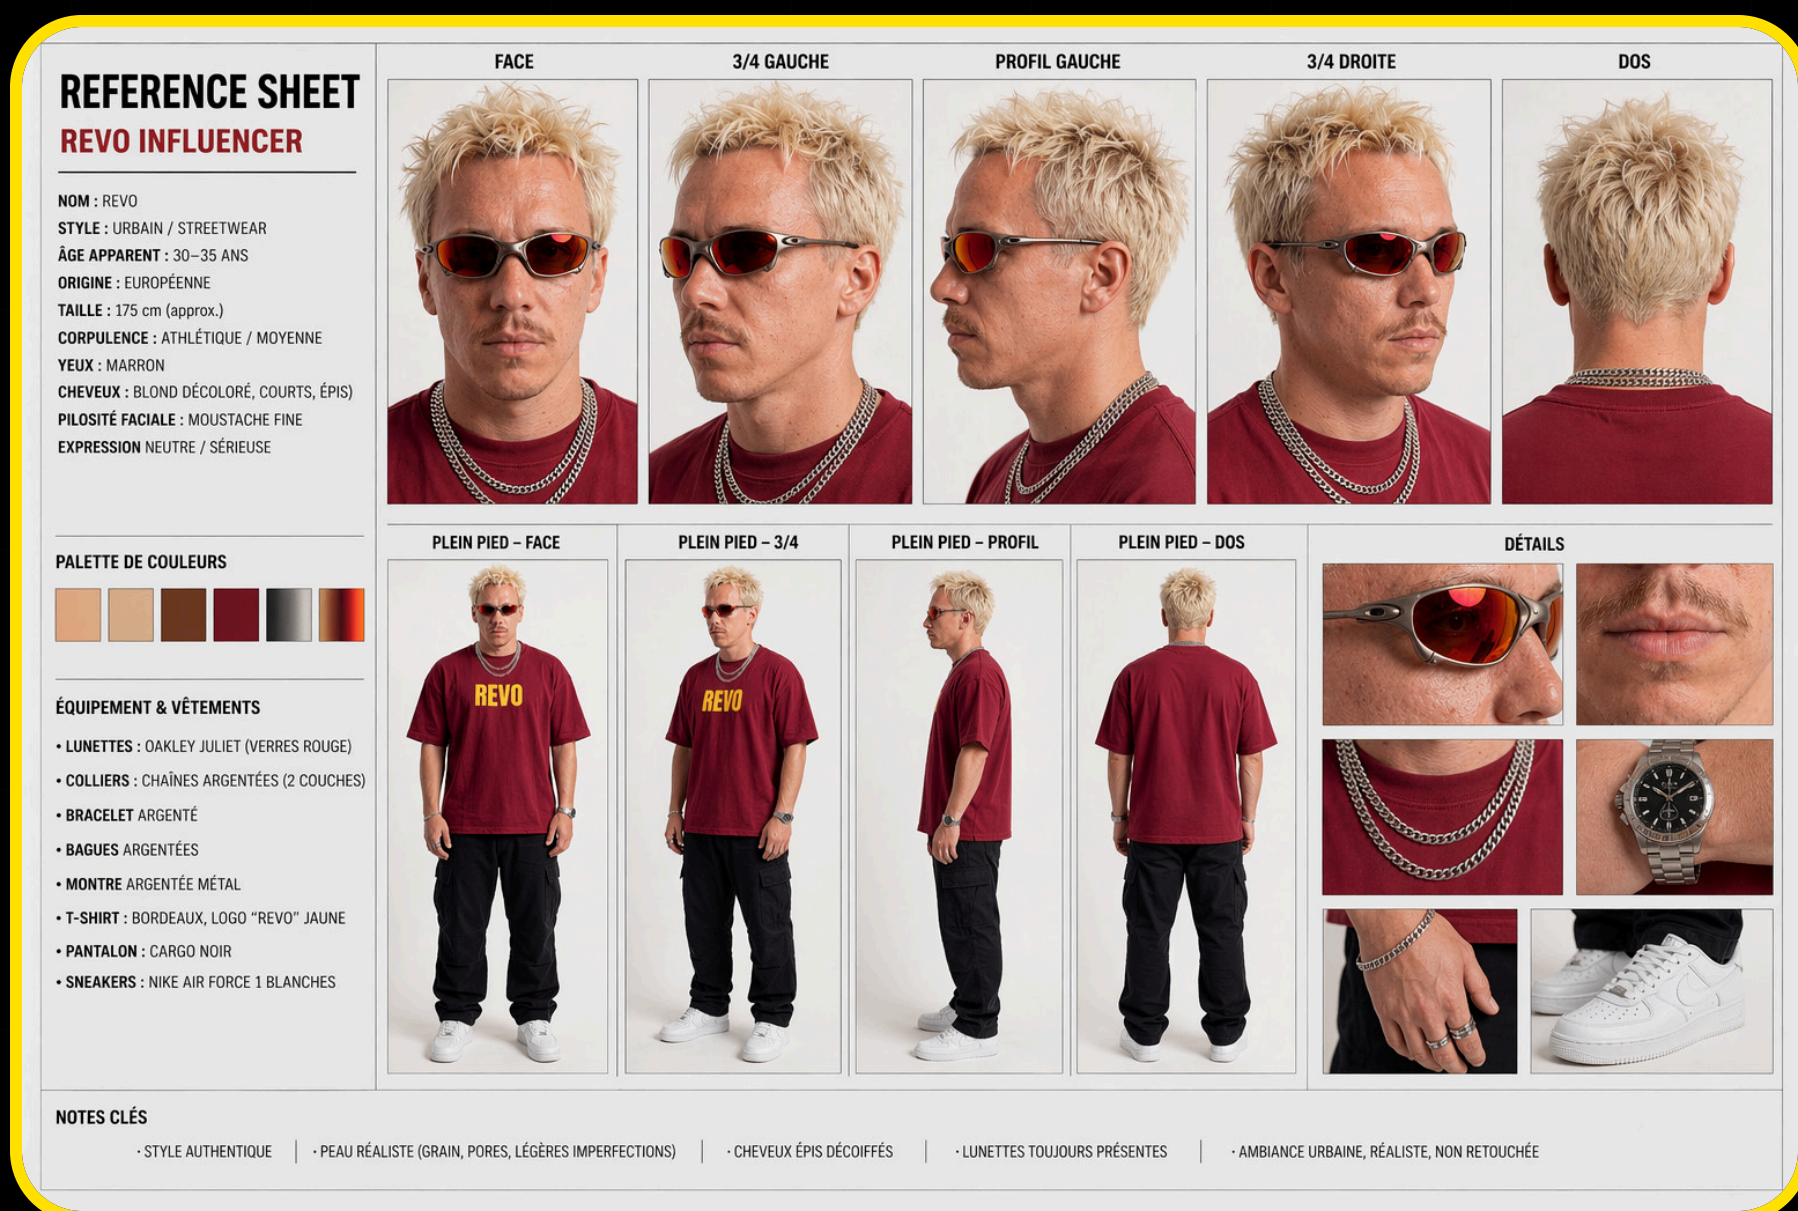 REFERENCE SHEET
REVO INFLUENCER
NOM : REVO
STYLE : URBAIN / STREETWEAR
ÂGE APPARENT : 30–35 ANS
ORIGINE : EUROPÉENNE
TAILLE : 175 cm (approx.)
CORPULENCE : ATHLÉTIQUE / MOYENNE
YEUX : MARRON
CHEVEUX : BLOND DÉCOLORÉ, COURTS, ÉPIS)
PILOSITÉ FACIALE : MOUSTACHE FINE
EXPRESSION NEUTRE / SÉRIEUSE
PALETTE DE COULEURS
ÉQUIPEMENT & VÊTEMENTS
• LUNETTES : OAKLEY JULIET (VERRES ROUGE)
• COLLIERS : CHAÎNES ARGENTÉES (2 COUCHES)
• BRACELET ARGENTÉ
• BAGUES ARGENTÉES
• MONTRE ARGENTÉE MÉTAL
• T-SHIRT : BORDEAUX, LOGO “REVO” JAUNE
• PANTALON : CARGO NOIR
• SNEAKERS : NIKE AIR FORCE 1 BLANCHES
FACE
3/4 GAUCHE
PROFIL GAUCHE
3/4 DROITE
DOS
PLEIN PIED – FACE
PLEIN PIED – 3/4
PLEIN PIED – PROFIL
PLEIN PIED – DOS
DÉTAILS
REVO
REVO
NOTES CLÉS
· STYLE AUTHENTIQUE
· PEAU RÉALISTE (GRAIN, PORES, LÉGÈRES IMPERFECTIONS)
· CHEVEUX ÉPIS DÉCOIFFÉS
· LUNETTES TOUJOURS PRÉSENTES
· AMBIANCE URBAINE, RÉALISTE, NON RETOUCHÉE